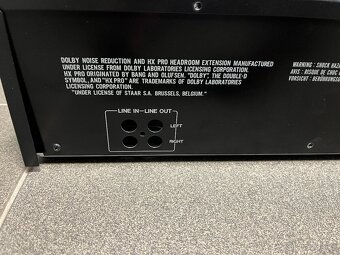 DOLBY NOISE REDUCTION AND HX PRO HEADROOM EXTENSION MANUFACTURED
UNDER LICENSE FROM DOLBY LABORATORIES LICENSING CORPORATION.
HX PRO ORIGINATED BY BANG AND OLUFSEN. "DOLBY", THE DOUBLE-D
SYMBOL, AND "HX PRO" ARE TRADEMARKS OF DOLBY LABORATORIES
LICENSING CORPORATION.
"UNDER LICENSE OF STAAR S.A. BRUSSELS, BELGIUM."
WARNING : SHOCK HAZA
AVIS : RISQUE DE CHOC
VORSICHT :
LINE IN LINE OUT
LEFT
RIGHT